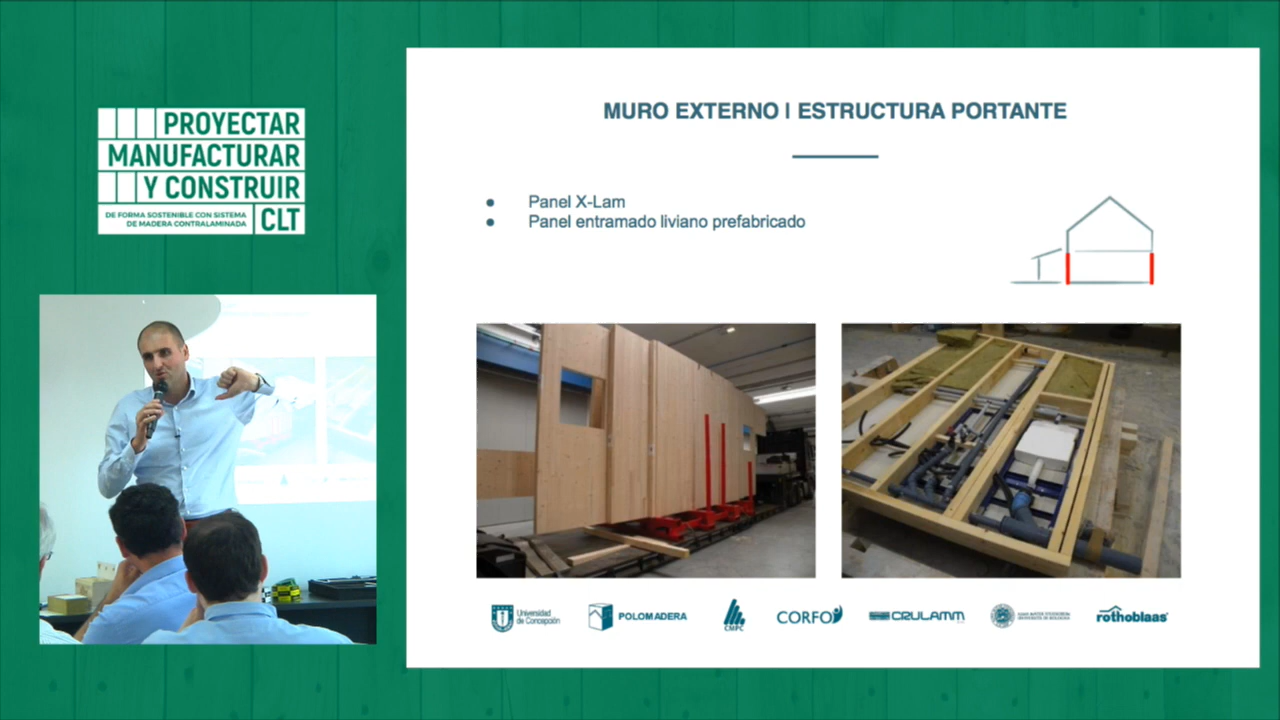 PROYECTAR
MANUFACTURAR
Y CONSTRUIR
DE FORMA SOSTENIBLE CON SISTEMA
DE MADERA CONTRALAMINADA
CLT
MURO EXTERNO | ESTRUCTURA PORTANTE
● Panel X-Lam
● Panel entramado liviano prefabricado
Universidad
de Concepción
POLOMADERA
CMPC
CORFO
CRULAMM
rothoblaas